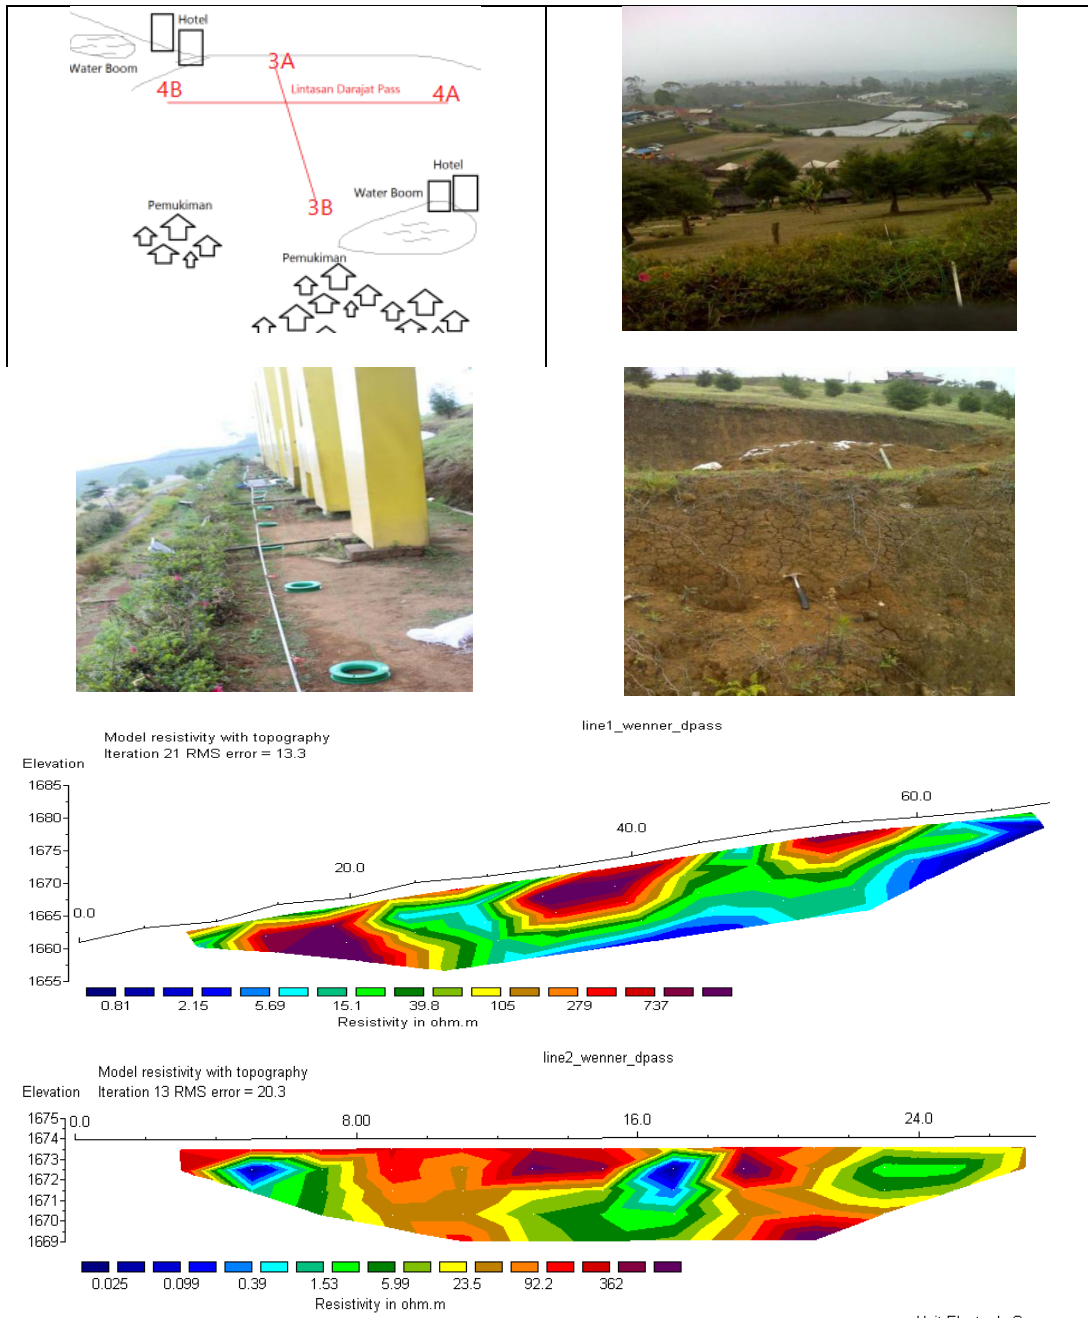 Hotel
Water Boom
3A
4B
Lintasan Darajat Pass
4A
Hotel
Water Boom
3B
Pemukiman
Pemukiman
line1_wenner_dpass
Model resistivity with topography
Iteration 21 RMS error = 13.3
Elevation
1685
1680
1675
1670
1665
1660
1655
0.0
20.0
40.0
60.0
0.81 2.15 5.69 15.1 39.8 105 279 737
Resistivity in ohm.m
line2_wenner_dpass
Model resistivity with topography
Elevation Iteration 13 RMS error = 20.3
1675
1674
1673
1672
1671
1670
1669
0.0 8.00 16.0 24.0
0.025 0.099 0.39 1.53 5.99 23.5 92.2 362
Resistivity in ohm.m